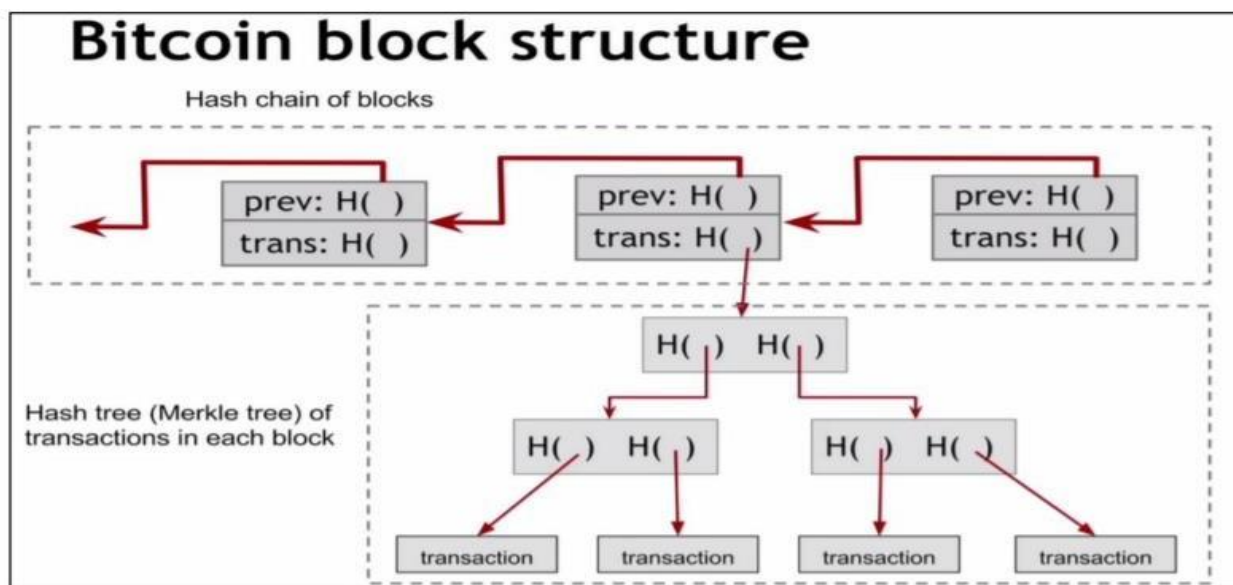 Bitcoin block structure
Hash chain of blocks
prev: H( )
trans: H( )
prev: H( )
trans: H( )
prev: H( )
trans: H( )
H( ) H( )
Hash tree (Merkle tree) of
transactions in each block
H( ) H( )
H( ) H( )
transaction
transaction
transaction
transaction